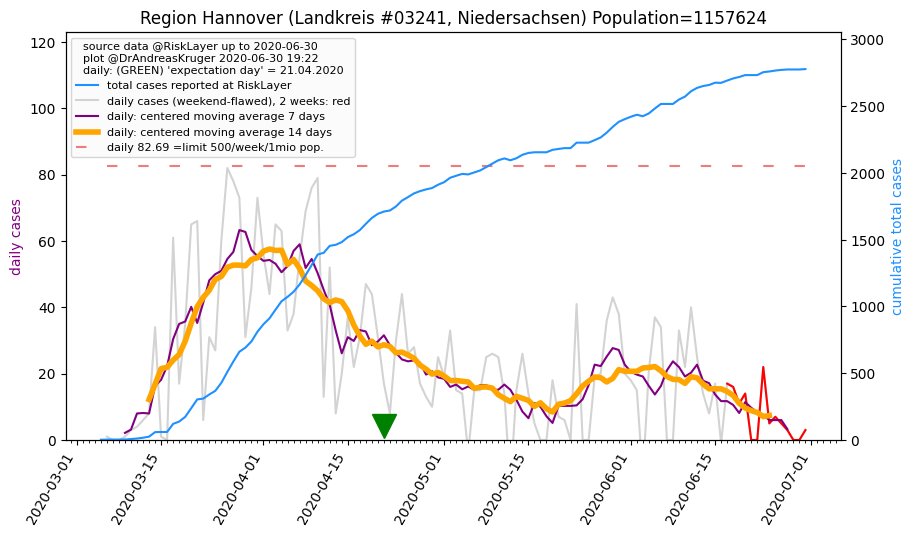 Region Hannover (Landkreis #03241, Niedersachsen) Population=1157624
source data @RiskLayer up to 2020-06-30
plot @DrAndreasKruger 2020-06-30 19:22
daily: (GREEN) 'expectation day' = 21.04.2020
total cases reported at RiskLayer
daily cases (weekend-flawed), 2 weeks: red
daily: centered moving average 7 days
daily: centered moving average 14 days
daily 82.69 =limit 500/week/1mio pop.
daily cases
120
100
80
60
40
20
0
cumulative total cases
3000
2500
2000
1500
1000
500
0
2020-03-01
2020-03-15
2020-04-01
2020-04-15
2020-05-01
2020-05-15
2020-06-01
2020-06-15
2020-07-01